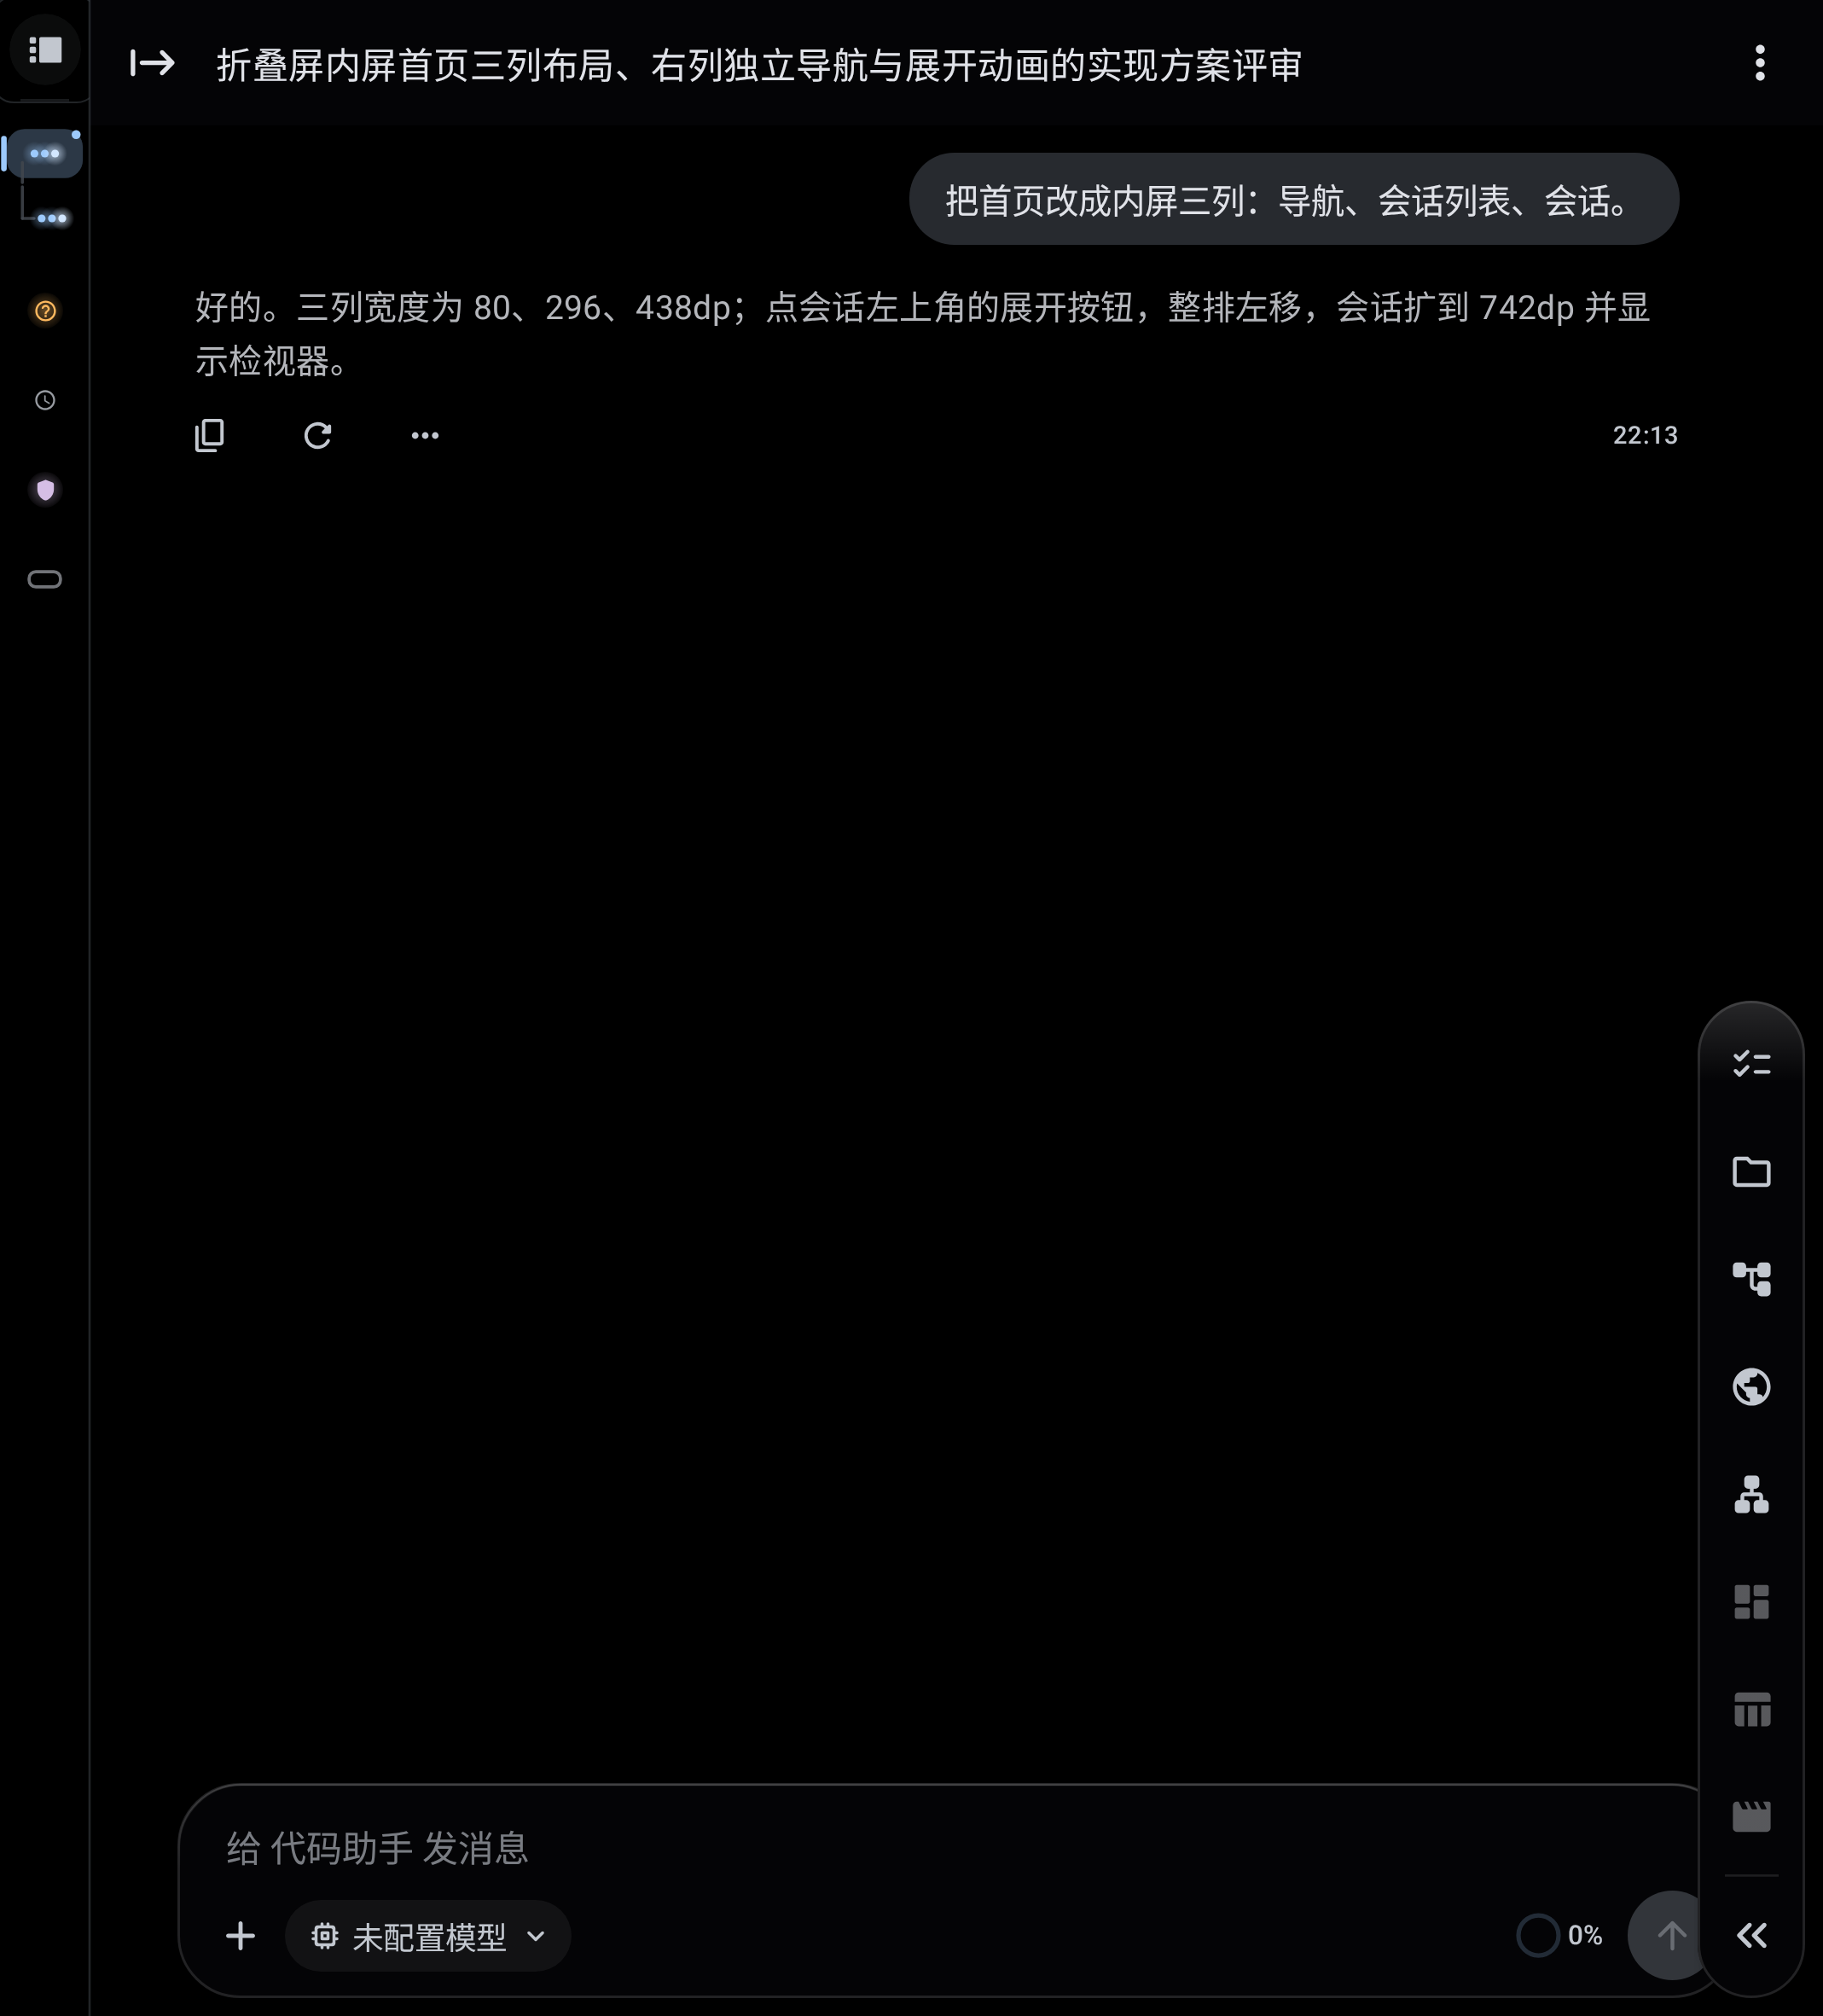 折叠屏内屏首页三列布局、右列独立导航与展开动画的实现方案评审
把首页改成内屏三列：导航、会话列表、会话。
好的。三列宽度为 80、296、438dp；点会话左上角的展开按钮，整排左移，会话扩到 742dp 并显
示检视器。
22:13
给 代码助手 发消息
未配置模型
0%